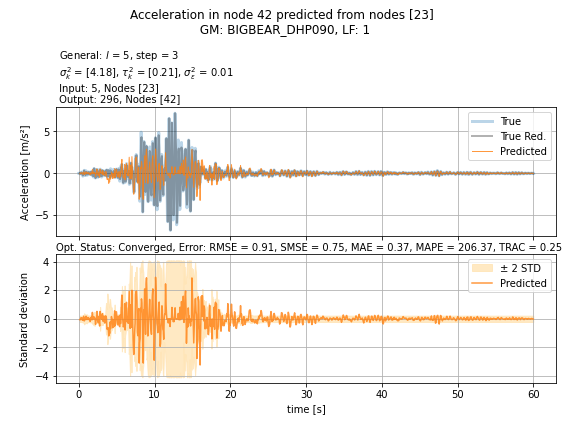 Acceleration in node 42 predicted from nodes [23]
GM: BIGBEAR_DHP090, LF: 1
General: l = 5, step = 3
σ²ₖ = [4.18], τ²ₖ = [0.21], σ²ε = 0.01
Input: 5, Nodes [23]
Output: 296, Nodes [42]
Acceleration [m/s²]
5
0
−5
True
True Red.
Predicted
Opt. Status: Converged, Error: RMSE = 0.91, SMSE = 0.75, MAE = 0.37, MAPE = 206.37, TRAC = 0.25
Standard deviation
4
2
0
−2
−4
± 2 STD
Predicted
0 10 20 30 40 50 60
time [s]